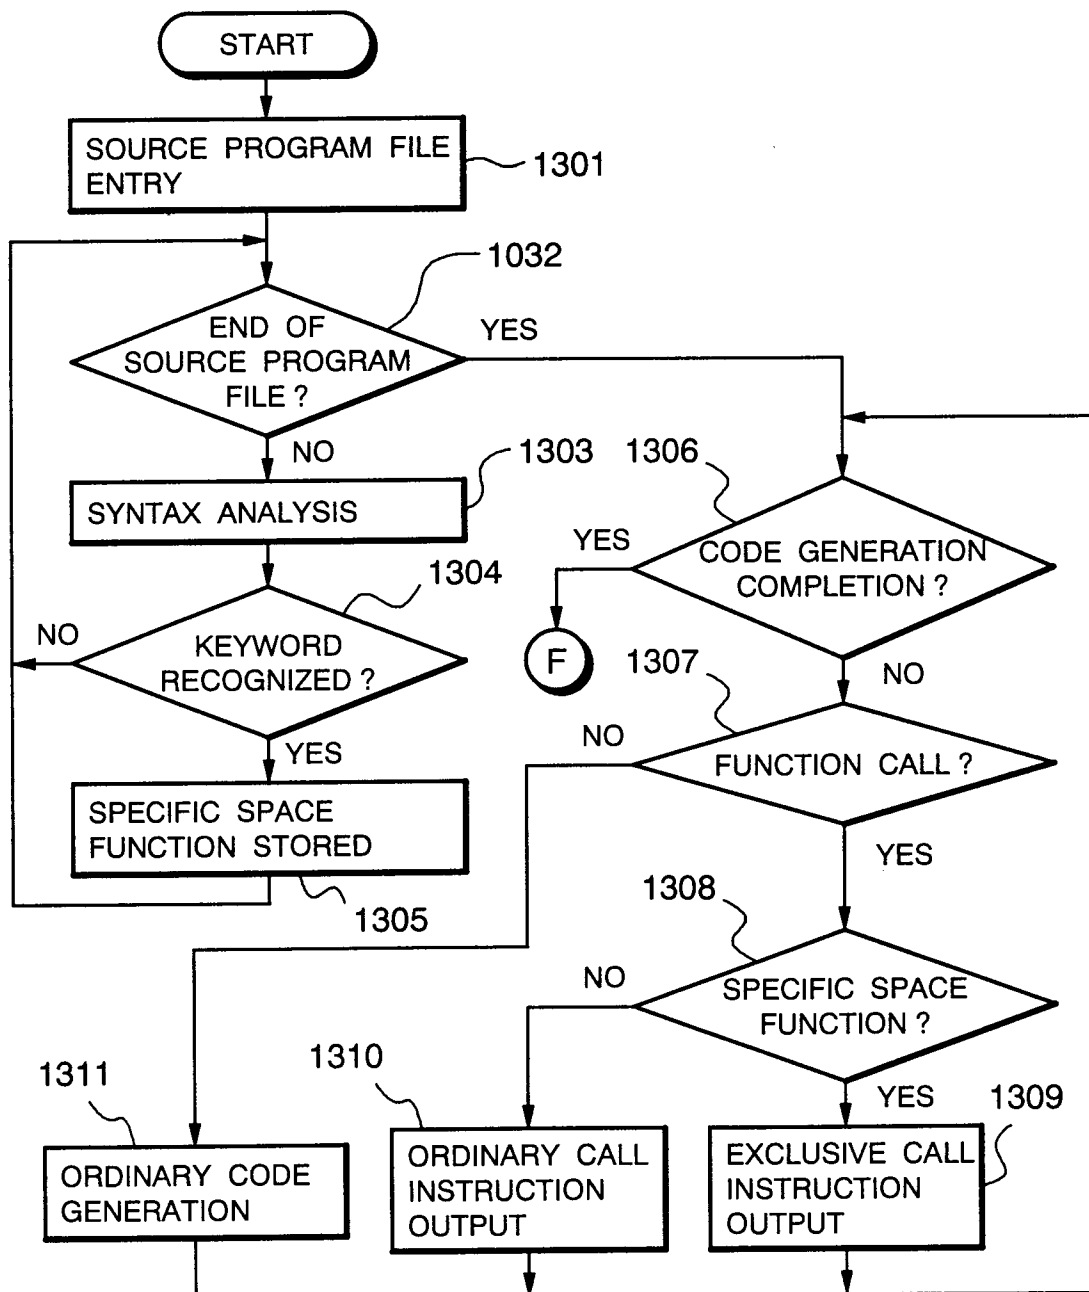 START
SOURCE PROGRAM FILE
ENTRY
1301
1032
END OF
SOURCE PROGRAM
FILE ?
YES
NO
1303
SYNTAX ANALYSIS
1304
KEYWORD
RECOGNIZED ?
NO
YES
SPECIFIC SPACE
FUNCTION STORED
1305
1306
CODE GENERATION
COMPLETION ?
YES
F
NO
1307
FUNCTION CALL ?
NO
YES
1308
SPECIFIC SPACE
FUNCTION ?
NO
YES
1311
ORDINARY CODE
GENERATION
1310
ORDINARY CALL
INSTRUCTION
OUTPUT
1309
EXCLUSIVE CALL
INSTRUCTION
OUTPUT